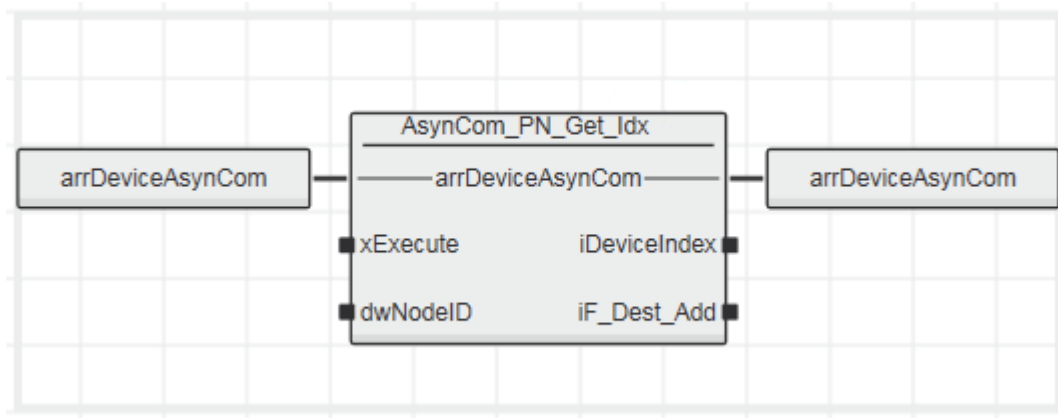 AsynCom_PN_Get_Idx
arrDeviceAsynCom arrDeviceAsynCom arrDeviceAsynCom
xExecute iDeviceIndex
dwNodeID iF_Dest_Add